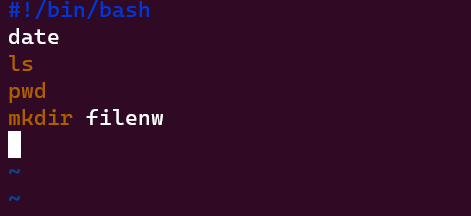 #!/bin/bash
date
ls
pwd
mkdir filenw
~
~